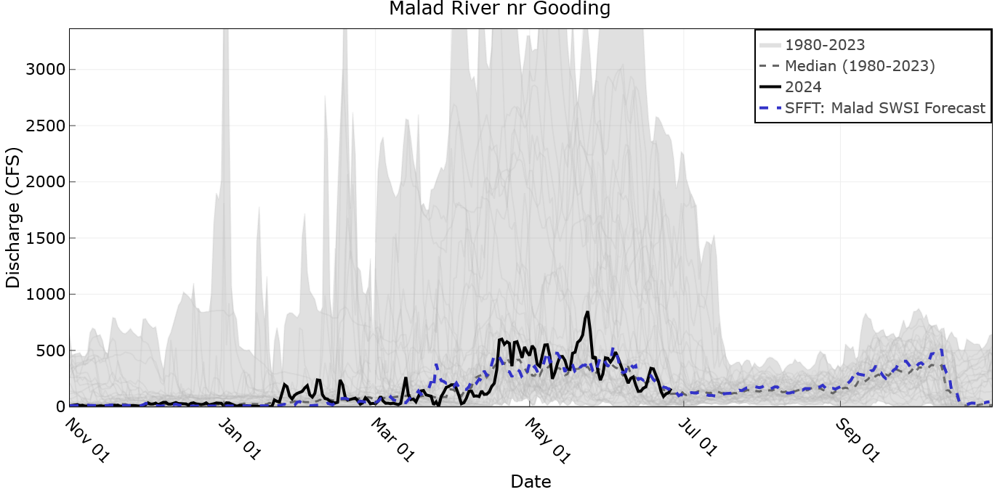 Malad River nr Gooding
1980-2023
Median (1980-2023)
2024
SFFT: Malad SWSI Forecast
Discharge (CFS)
3000
2500
2000
1500
1000
500
0
Nov 01
Jan 01
Mar 01
May 01
Jul 01
Sep 01
Date